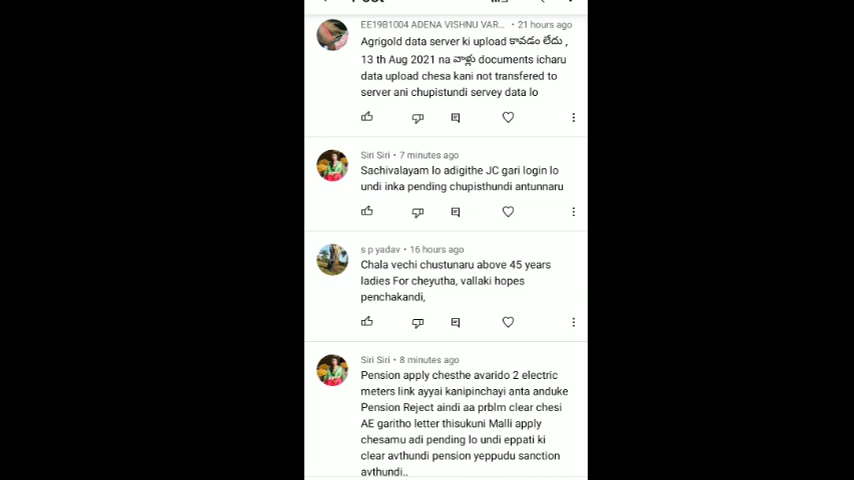 EE19B1004 ADENA VISHNU VAR... • 21 hours ago
Agrigold data server ki upload కావడం లేదు ,
13 th Aug 2021 na వాళ్లు documents icharu
data upload chesa kani not transfered to
server ani chupistundi servey data lo
Siri Siri • 7 minutes ago
Sachivalayam lo adigithe JC gari login lo
undi inka pending chupisthundi antunnaru
s p yadav • 16 hours ago
Chala vechi chustunaru above 45 years
ladies For cheyutha, vallaki hopes
penchakandi,
Siri Siri • 8 minutes ago
Pension apply chesthe avarido 2 electric
meters link ayyai kanipinchayi anta anduke
Pension Reject aindi aa prblm clear chesi
AE garitho letter thisukuni Malli apply
chesamu adi pending lo undi eppati ki
clear avthundi pension yeppudu sanction
avthundi..